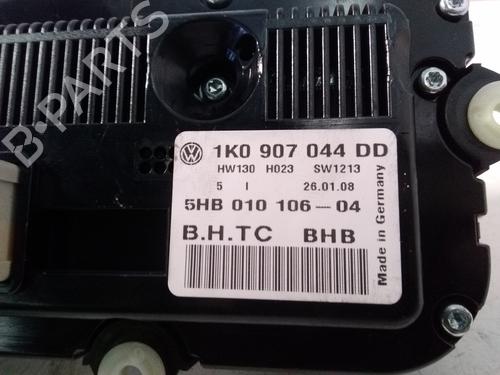 B-PARTS
1K0 907 044 DD
HW130 H023 SW1213
5 I 26.01.08
5HB 010 106-04
B.H.TC BHB
Made in Germany